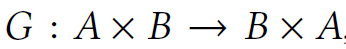 G : A × B → B × A,